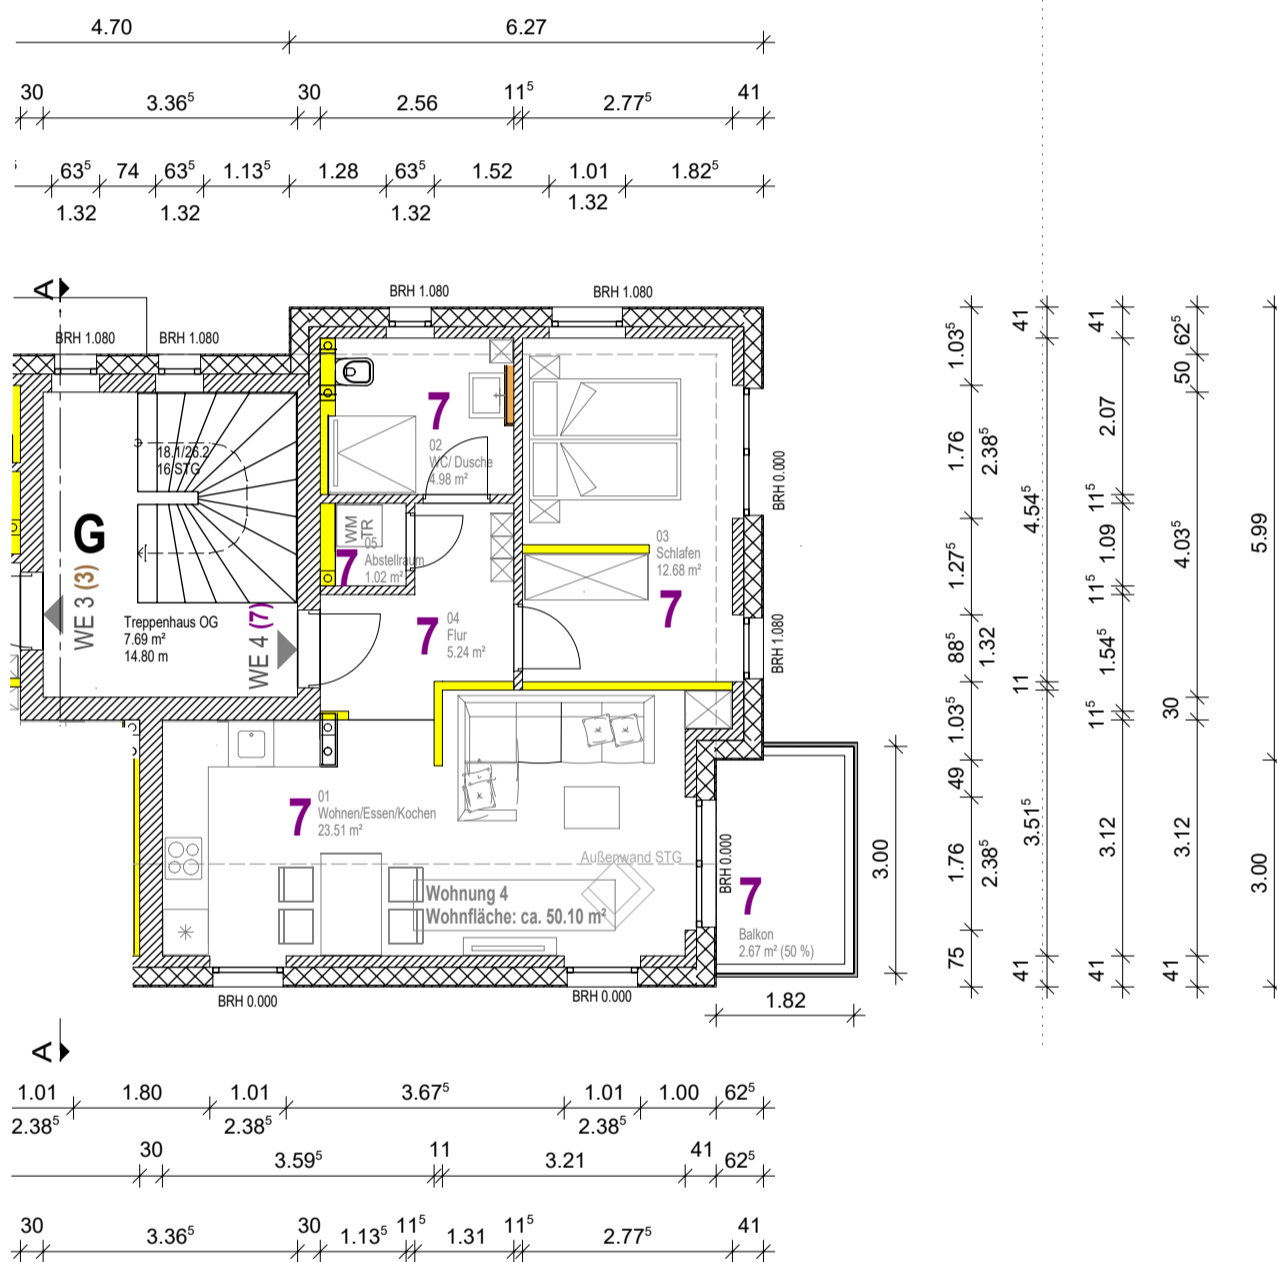 4.70 6.27
30 3.36⁵ 30 2.56 11⁵ 2.77⁵ 41
63⁵ 74 63⁵ 1.13⁵ 1.28 63⁵ 1.52 1.01 1.82⁵
1.32 1.32 1.32 1.32
A
BRH 1.080 BRH 1.080
BRH 1.080 BRH 1.080
18.1/26.2
16 STG
G
WE 3 (3)
Treppenhaus OG
7.69 m²
14.80 m
WE 4 (7)
7
02
WC/ Dusche
4.98 m²
WM
TR
7
05
Abstellraum
1.02 m²
7
04
Flur
5.24 m²
03
Schlafen
12.68 m²
7
BRH 0.000
BRH 1.080
7
01
Wohnen/Essen/Kochen
23.51 m²
Außenwand STG
Wohnung 4
Wohnfläche: ca. 50.10 m²
BRH 0.000
7
Balkon
2.67 m² (50 %)
BRH 0.000 BRH 0.000
1.82
3.00
1.03⁵ 1.76 1.27⁵ 88⁵ 1.03⁵ 49 1.76 75
2.38⁵ 1.32 2.38⁵
41 4.54⁵ 11 3.51⁵ 41
41 2.07 11⁵ 1.09 11⁵ 1.54⁵ 11⁵ 3.12 41
62⁵ 50 4.03⁵ 30 3.12 41
5.99 3.00
A
1.01 1.80 1.01 3.67⁵ 1.01 1.00 62⁵
2.38⁵ 2.38⁵ 2.38⁵
30 3.59⁵ 11 3.21 41 62⁵
30 3.36⁵ 30 1.13⁵ 11⁵ 1.31 11⁵ 2.77⁵ 41